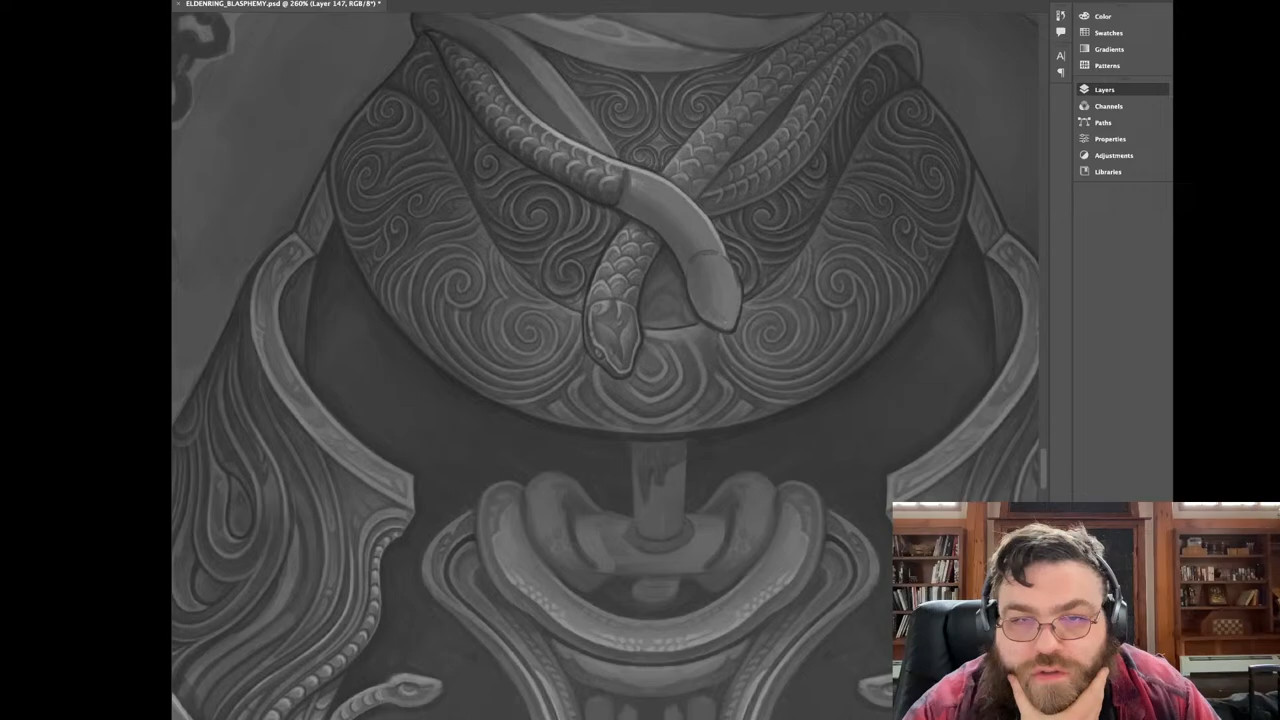 × ELDENRING_BLASPHEMY.psd @ 260% (Layer 147, RGB/8*) *
Color
Swatches
A|
Gradients
¶
Patterns
Layers
Channels
Paths
Properties
Adjustments
Libraries